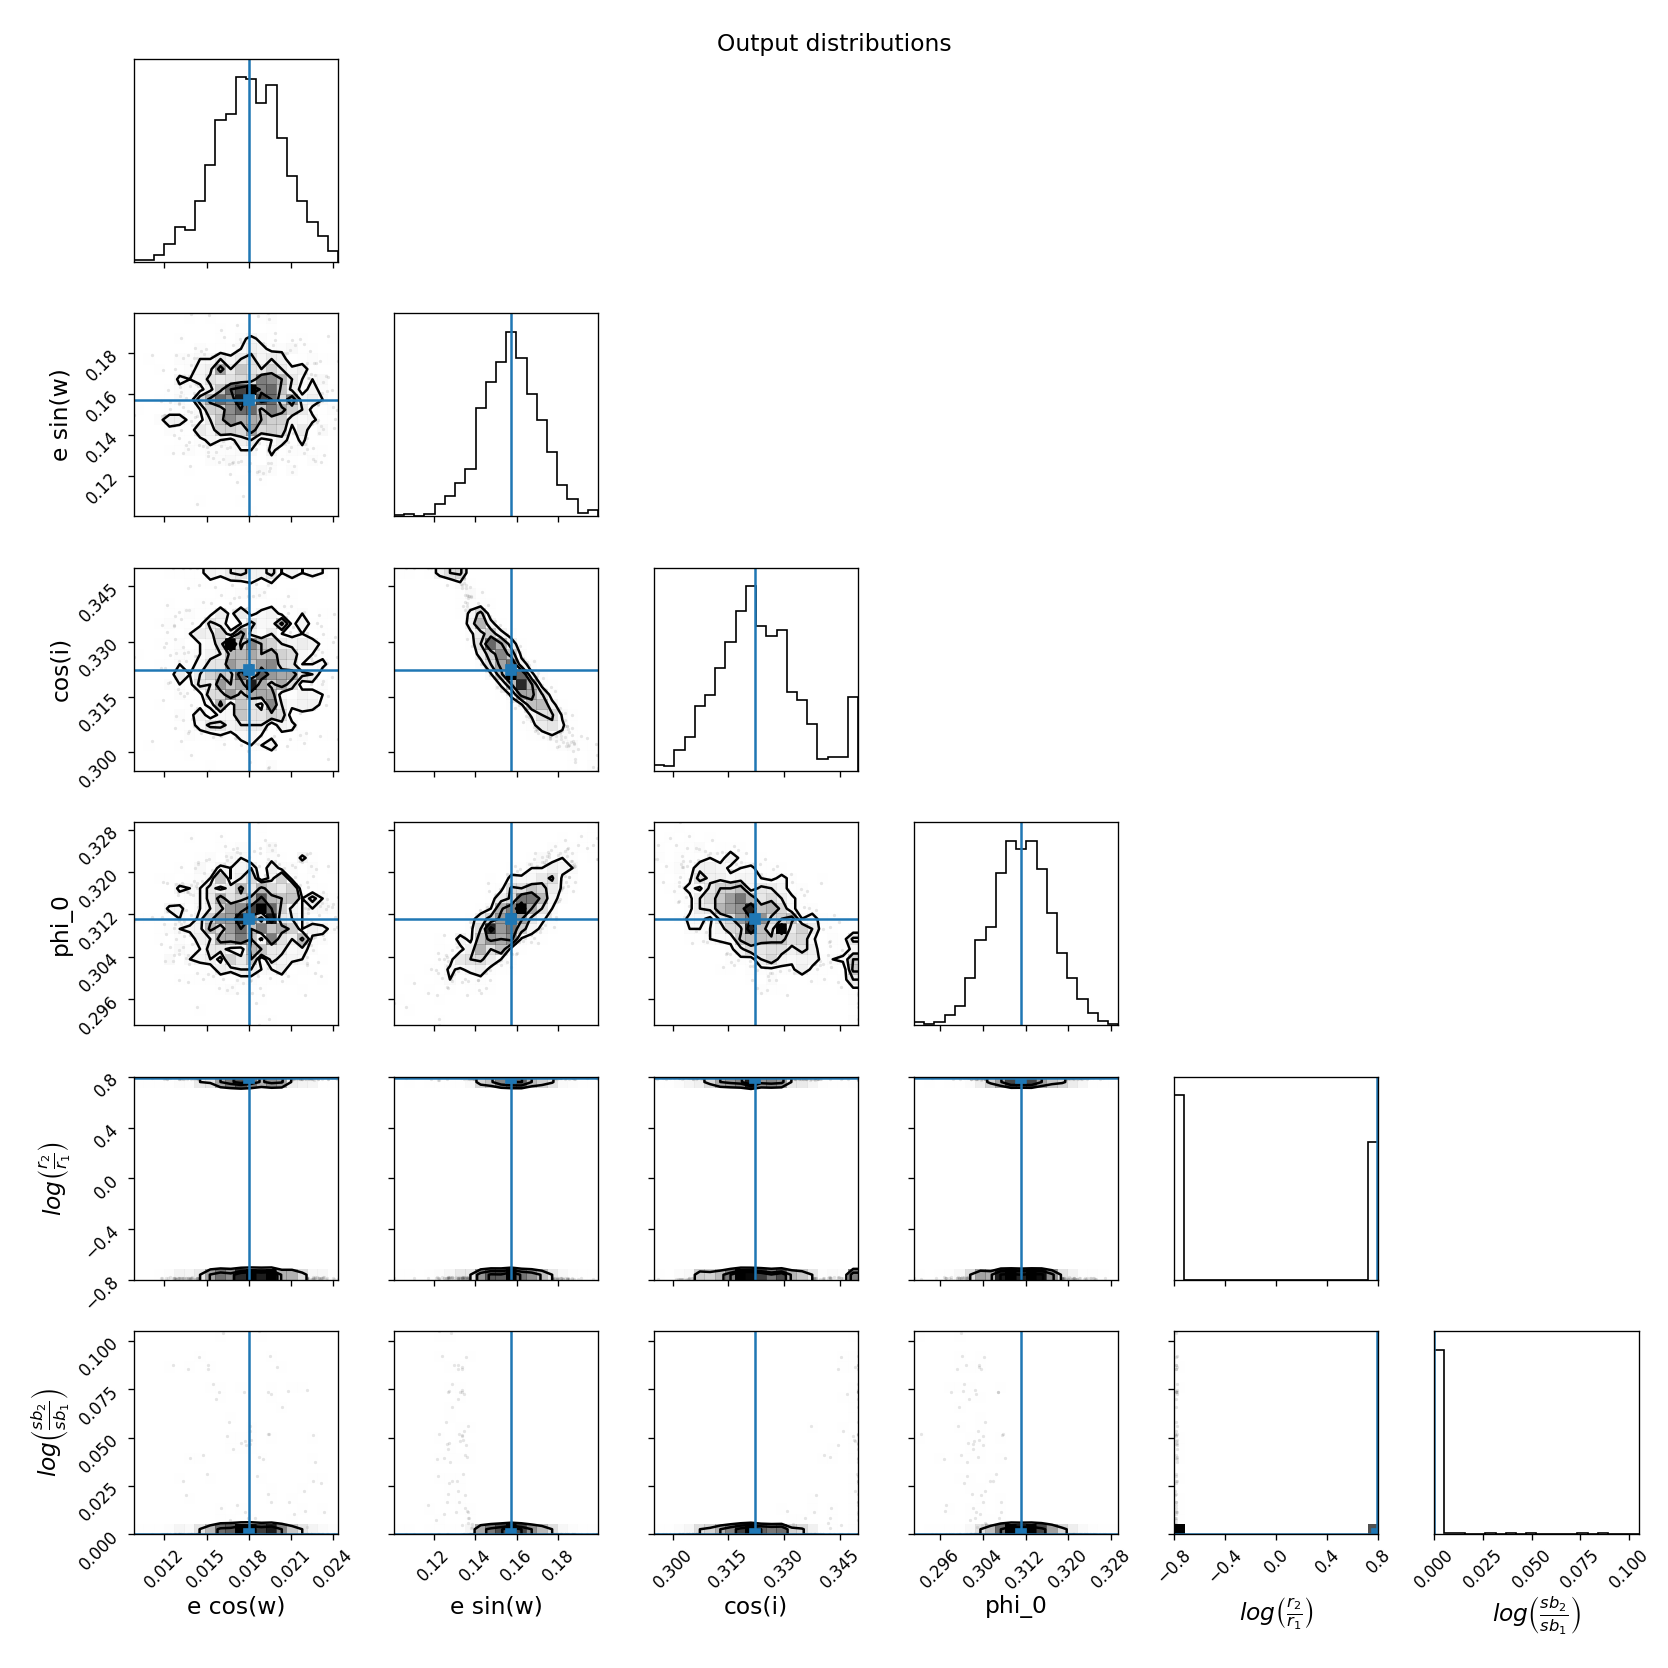 Output distributions
e sin(w)
0.18
0.16
0.14
0.12
cos(i)
0.345
0.330
0.315
0.300
phi_0
0.328
0.320
0.312
0.304
0.296
log(r₂/r₁)
0.8
0.4
0.0
−0.4
−0.8
log(sb₂/sb₁)
0.100
0.075
0.050
0.025
0.000
0.012 0.015 0.018 0.021 0.024
0.12 0.14 0.16 0.18
0.300 0.315 0.330 0.345
0.296 0.304 0.312 0.320 0.328
−0.8 −0.4 0.0 0.4 0.8
0.000 0.025 0.050 0.075 0.100
e cos(w)
e sin(w)
cos(i)
phi_0
log(r₂/r₁)
log(sb₂/sb₁)